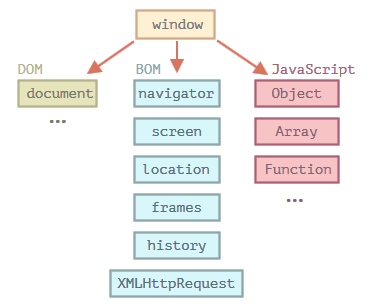 window
DOM
BOM
JavaScript
document
navigator
Object
...
screen
Array
location
Function
frames
...
history
XMLHttpRequest